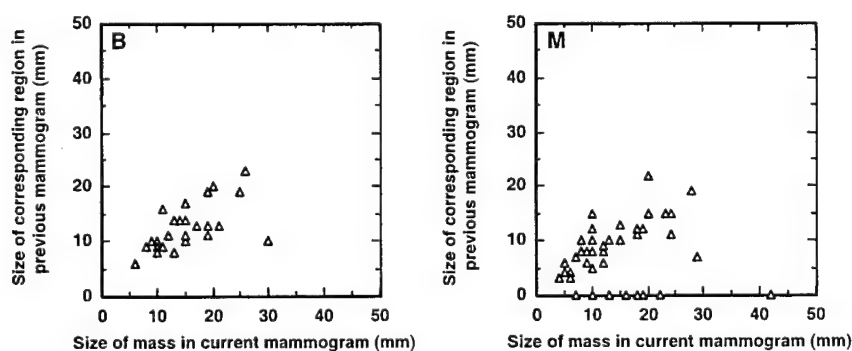 B
Size of corresponding region in
previous mammogram (mm)
50
40
30
20
10
0
0 10 20 30 40 50
Size of mass in current mammogram (mm)
M
Size of corresponding region in
previous mammogram (mm)
50
40
30
20
10
0
0 10 20 30 40 50
Size of mass in current mammogram (mm)